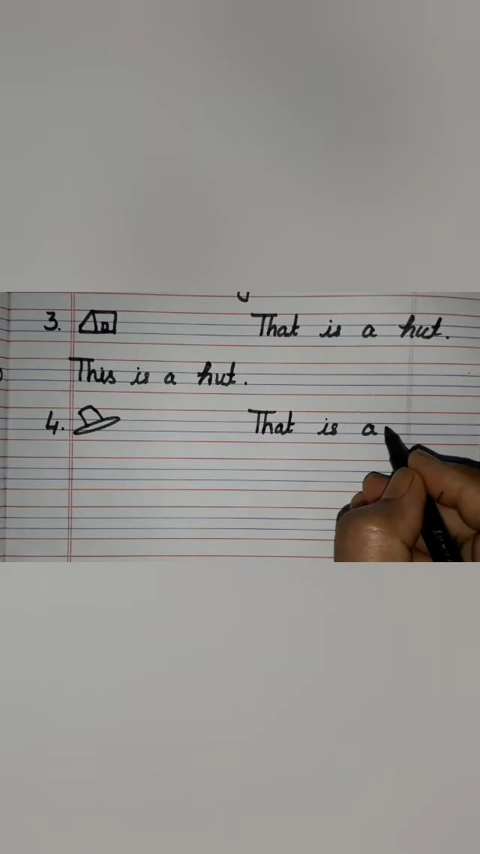 3. That is a hut.
This is a hut.
4. That is a